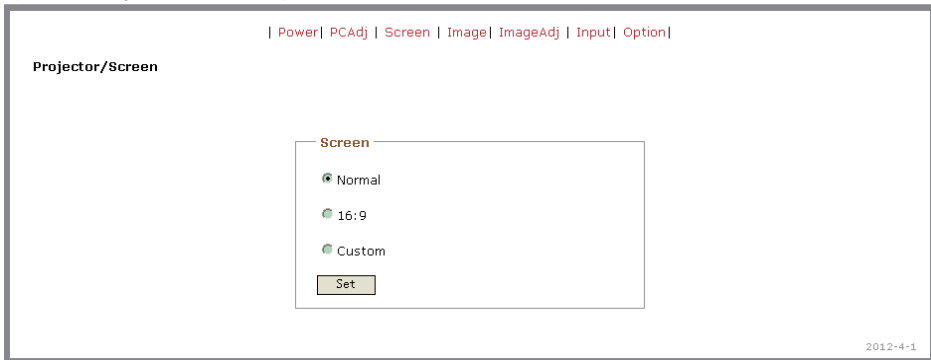 | Power| PCAdj | Screen | Image| ImageAdj | Input| Option|
Projector/Screen
Screen
Normal
16:9
Custom
Set
2012-4-1